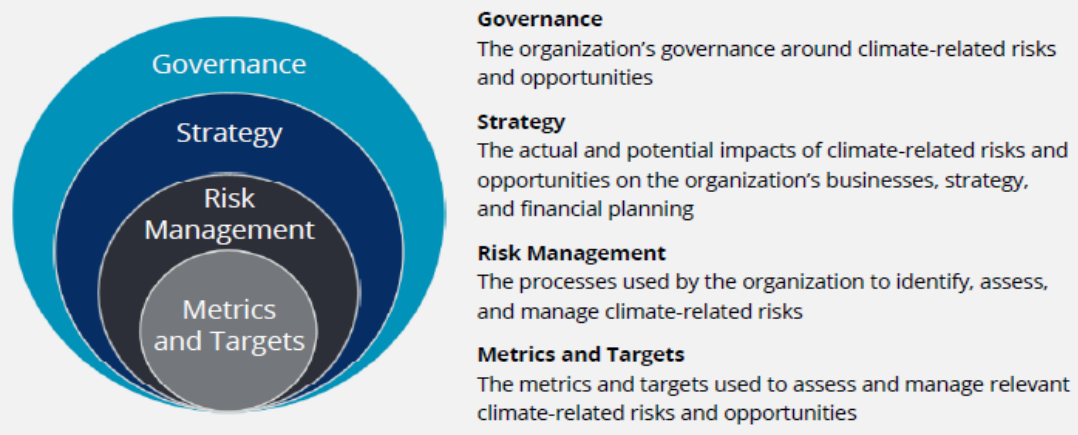 Governance
Strategy
Risk
Management
Metrics
and Targets
Governance
The organization’s governance around climate-related risks
and opportunities
Strategy
The actual and potential impacts of climate-related risks and
opportunities on the organization’s businesses, strategy,
and financial planning
Risk Management
The processes used by the organization to identify, assess,
and manage climate-related risks
Metrics and Targets
The metrics and targets used to assess and manage relevant
climate-related risks and opportunities